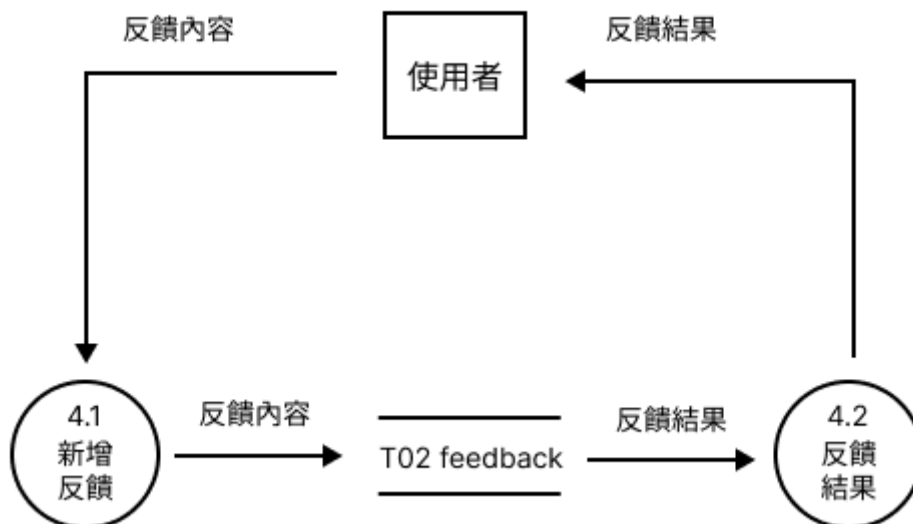 反饋內容
反饋結果
使用者
4.1
新增
反饋
反饋內容
T02 feedback
反饋結果
4.2
反饋
結果